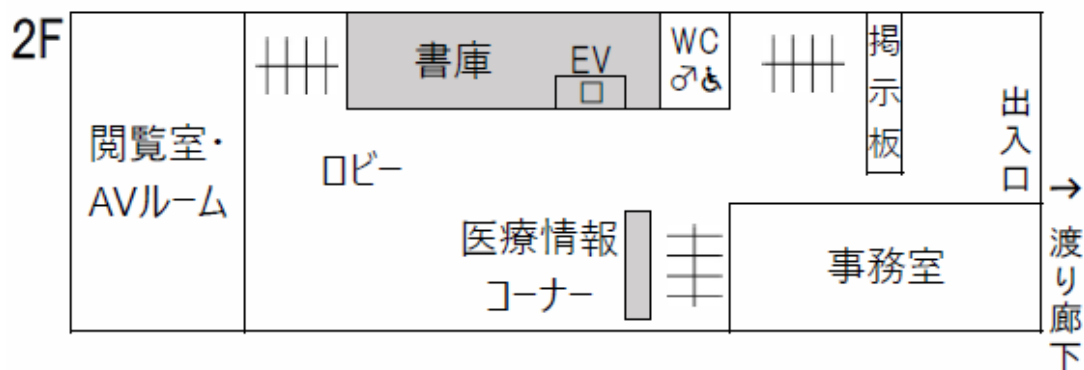 2F
閲覧室・
AVルーム
書庫
EV
WC
♂♿
掲示板
出入口
ロビー
医療情報
コーナー
事務室
→
渡り廊下